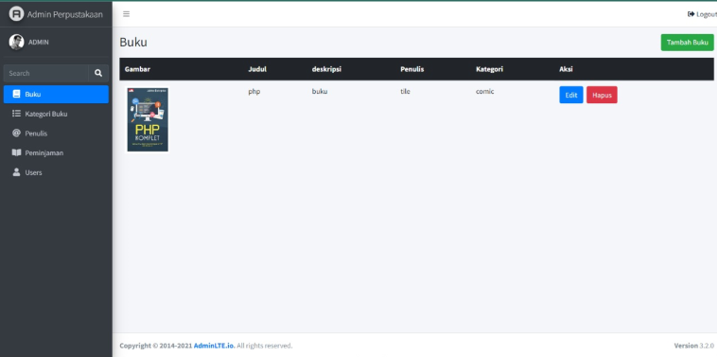 Admin Perpustakaan
Logout
ADMIN
Search
Buku
Kategori Buku
Penulis
Peminjaman
Users
Buku
Tambah Buku
Gambar Judul deskripsi Penulis Kategori Aksi
PHP
KOMPLET
php buku tile comic Edit Hapus
Copyright © 2014-2021 AdminLTE.io. All rights reserved.
Version 3.2.0